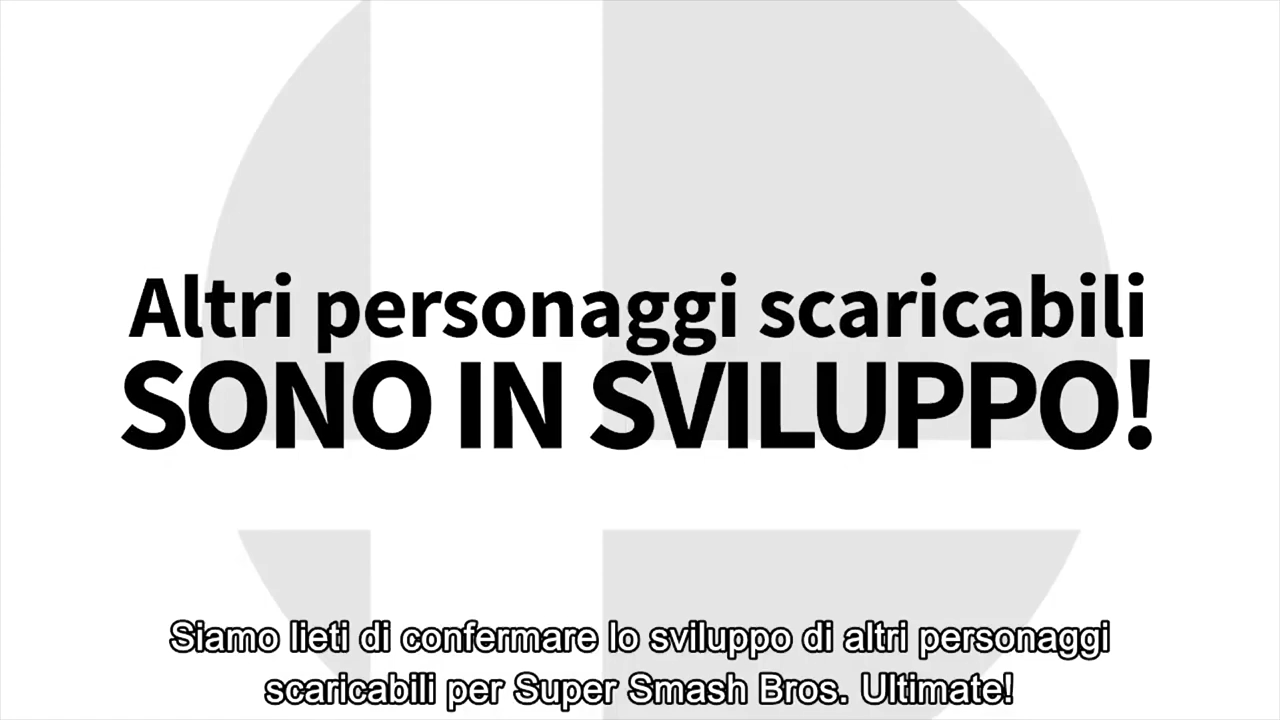 Altri personaggi scaricabili
SONO IN SVILUPPO!
Siamo lieti di confermare lo sviluppo di altri personaggi
scaricabili per Super Smash Bros. Ultimate!